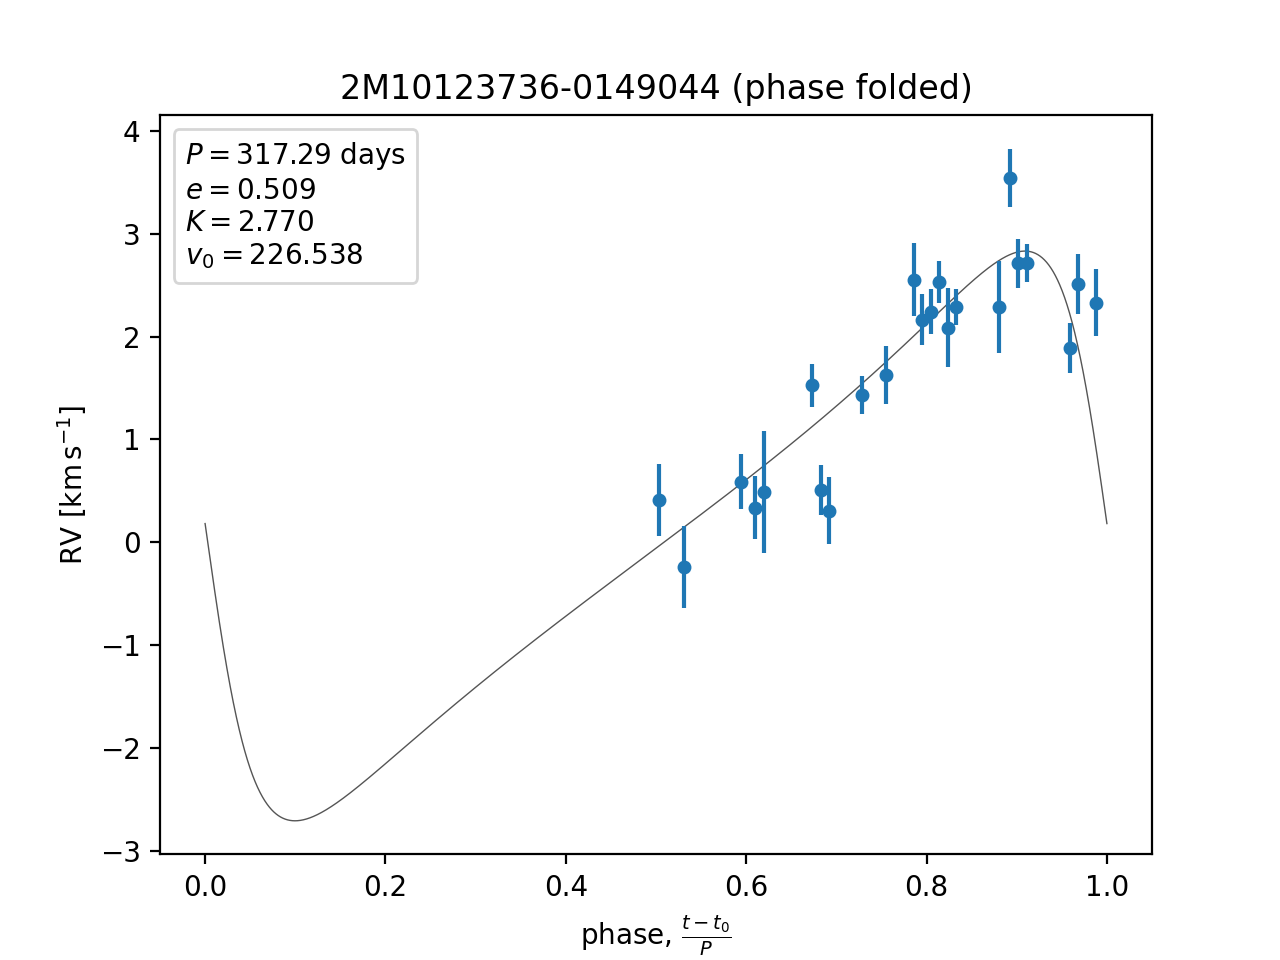 2M10123736-0149044 (phase folded)
P = 317.29 days
e = 0.509
K = 2.770
v₀ = 226.538
4
3
2
1
0
−1
−2
−3
RV [km s⁻¹]
0.0 0.2 0.4 0.6 0.8 1.0
phase, (t − t₀)/P